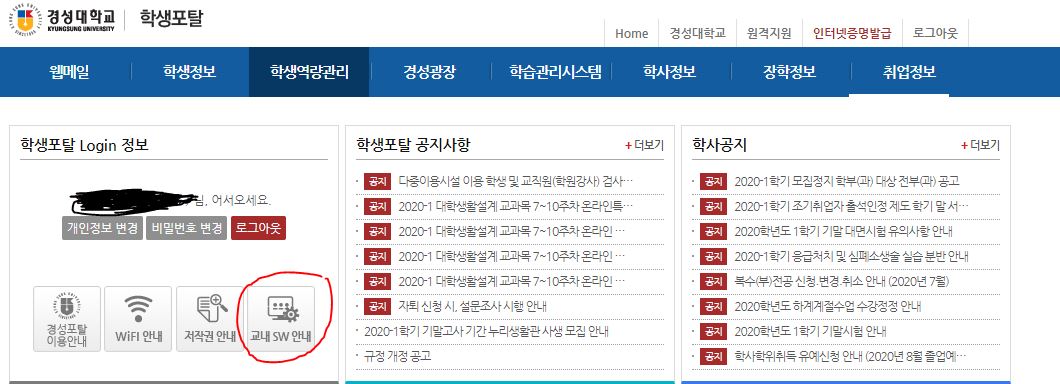 경성대학교
KYUNGSUNG UNIVERSITY
학생포탈
Home 경성대학교 원격지원 인터넷증명발급 로그아웃
웹메일 학생정보 학생역량관리 경성광장 학습관리시스템 학사정보 장학정보 취업정보
학생포탈 Login 정보
님, 어서오세요.
개인정보 변경 비밀번호 변경 로그아웃
경성포탈
이용안내
WiFI 안내
저작권 안내
교내 SW 안내
학생포탈 공지사항
+ 더보기
공지 다중이용시설 이용 학생 및 교직원(학원강사) 검사…
공지 2020-1 대학생활설계 교과목 7~10주차 온라인특…
공지 2020-1 대학생활설계 교과목 7~10주차 온라인 …
공지 2020-1 대학생활설계 교과목 7~10주차 온라인 …
공지 2020-1 대학생활설계 교과목 7~10주차 온라인 …
공지 자퇴 신청 시, 설문조사 시행 안내
2020-1학기 기말고사 기간 누리생활관 사생 모집 안내
규정 개정 공고
학사공지
+ 더보기
공지 2020-1학기 모집정지 학부(과) 대상 전부(과) 공고
공지 2020-1학기 조기취업자 출석인정 제도 학기 말 서…
공지 2020학년도 1학기 기말 대면시험 유의사항 안내
공지 2020-1학기 응급처치 및 심폐소생술 실습 분반 안내
공지 복수(부)전공 신청.변경.취소 안내 (2020년 7월)
공지 2020학년도 하계계절수업 수강정정 안내
공지 2020학년도 1학기 기말시험 안내
공지 학사학위취득 유예신청 안내 (2020년 8월 졸업예…